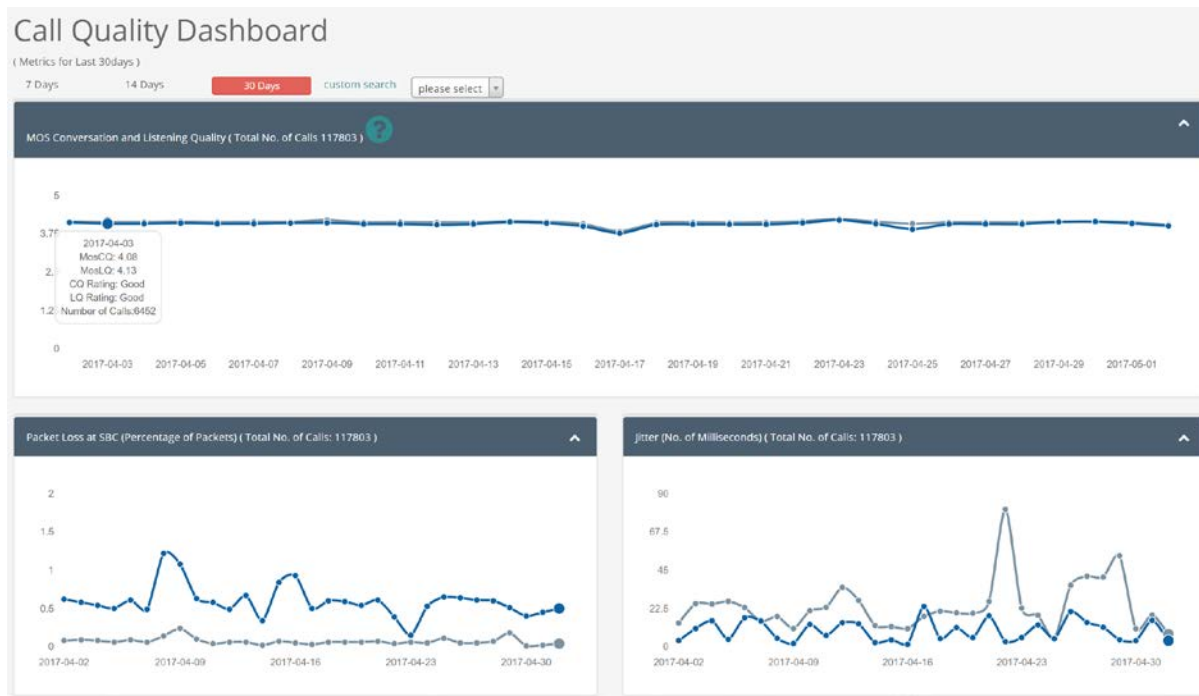 Call Quality Dashboard
( Metrics for Last 30days )
7 Days 14 Days 30 Days custom search please select
MOS Conversation and Listening Quality ( Total No. of Calls 117803 ) ?
5
3.75
2.
1.2
0
2017-04-03
MosCQ: 4.08
MosLQ: 4.13
CQ Rating: Good
LQ Rating: Good
Number of Calls:6452
2017-04-03 2017-04-05 2017-04-07 2017-04-09 2017-04-11 2017-04-13 2017-04-15 2017-04-17 2017-04-19 2017-04-21 2017-04-23 2017-04-25 2017-04-27 2017-04-29 2017-05-01
Packet Loss at SBC (Percentage of Packets) ( Total No. of Calls: 117803 )
2
1.5
1
0.5
0
2017-04-02 2017-04-09 2017-04-16 2017-04-23 2017-04-30
Jitter (No. of Milliseconds) ( Total No. of Calls: 117803 )
90
67.5
45
22.5
0
2017-04-02 2017-04-09 2017-04-16 2017-04-23 2017-04-30